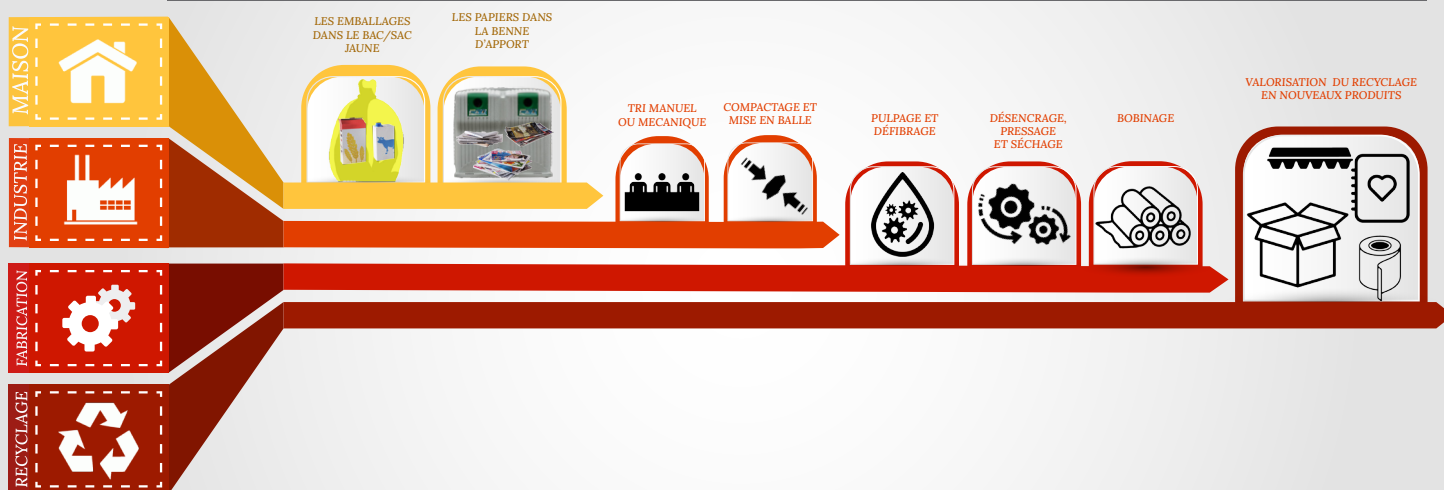 MAISON
INDUSTRIE
FABRICATION
RECYCLAGE
LES EMBALLAGES
DANS LE BAC/SAC
JAUNE
LES PAPIERS DANS
LA BENNE
D'APPORT
TRI MANUEL
OU MECANIQUE
COMPACTAGE ET
MISE EN BALLE
PULPAGE ET
DÉFIBRAGE
DÉSENCRAGE,
PRESSAGE
ET SÉCHAGE
BOBINAGE
VALORISATION DU RECYCLAGE
EN NOUVEAUX PRODUITS